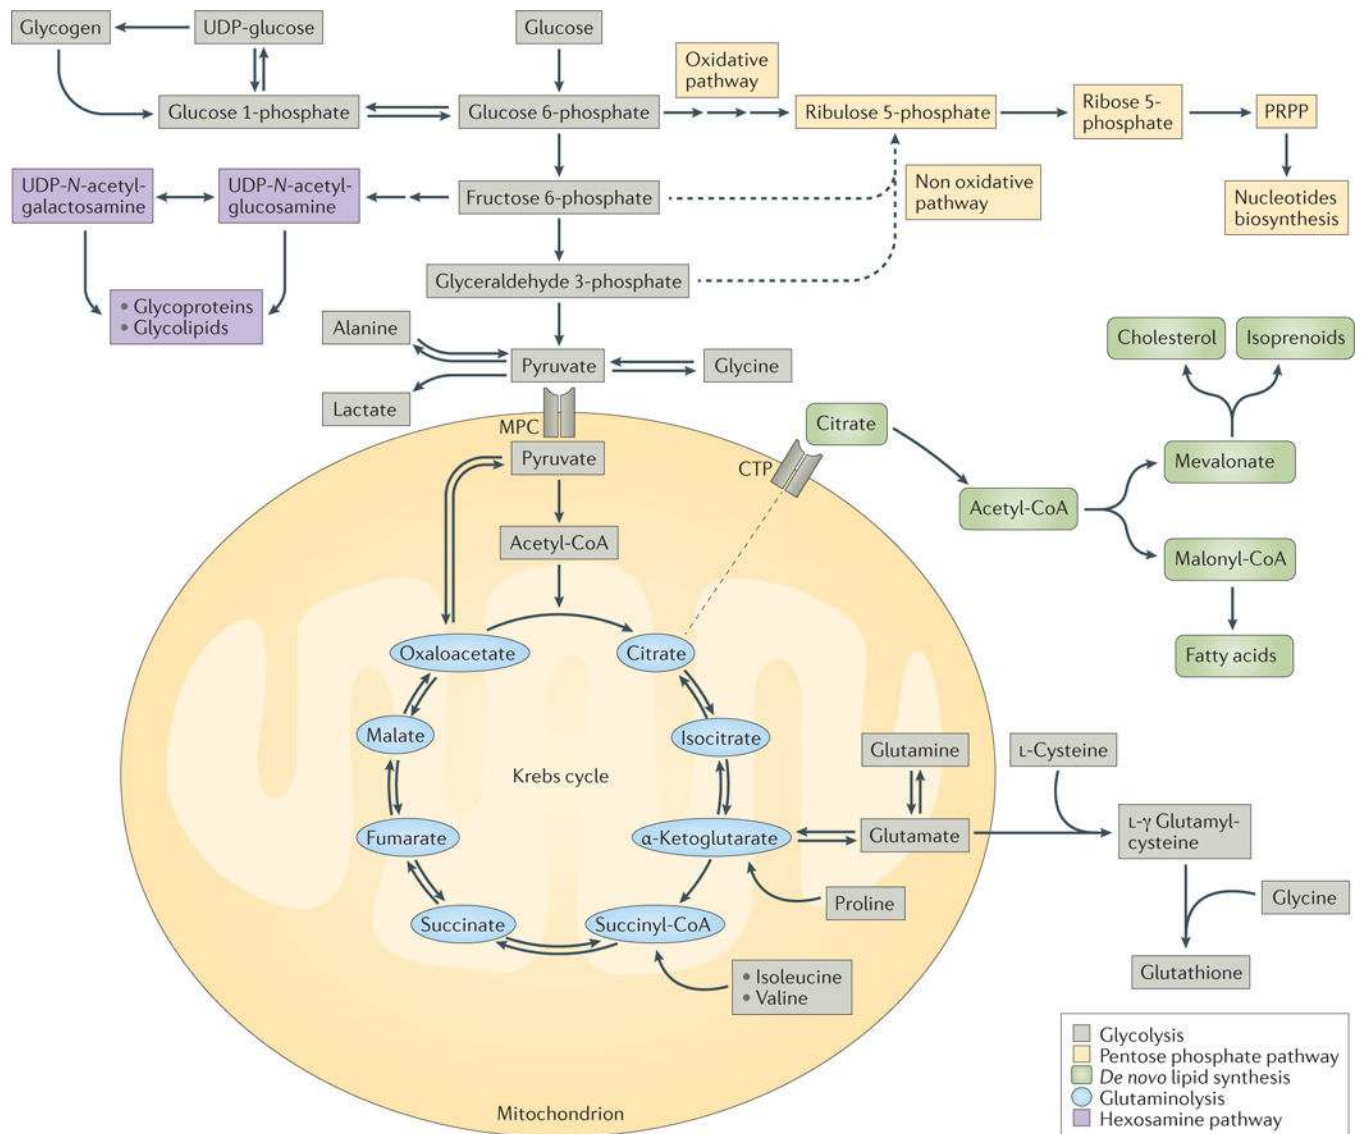 Glycogen
UDP-glucose
Glucose
Oxidative
pathway
Glucose 1-phosphate
Glucose 6-phosphate
Ribulose 5-phosphate
Ribose 5-
phosphate
PRPP
UDP-N-acetyl-
galactosamine
UDP-N-acetyl-
glucosamine
Fructose 6-phosphate
Non oxidative
pathway
Nucleotides
biosynthesis
Glyceraldehyde 3-phosphate
• Glycoproteins
• Glycolipids
Alanine
Pyruvate
Glycine
Lactate
Cholesterol
Isoprenoids
MPC
Citrate
Pyruvate
CTP
Mevalonate
Acetyl-CoA
Acetyl-CoA
Malonyl-CoA
Oxaloacetate
Citrate
Fatty acids
Malate
Isocitrate
Glutamine
L-Cysteine
Krebs cycle
Fumarate
α-Ketoglutarate
Glutamate
L-γ Glutamyl-
cysteine
Proline
Glycine
Succinate
Succinyl-CoA
• Isoleucine
• Valine
Glutathione
Glycolysis
Pentose phosphate pathway
De novo lipid synthesis
Glutaminolysis
Hexosamine pathway
Mitochondrion